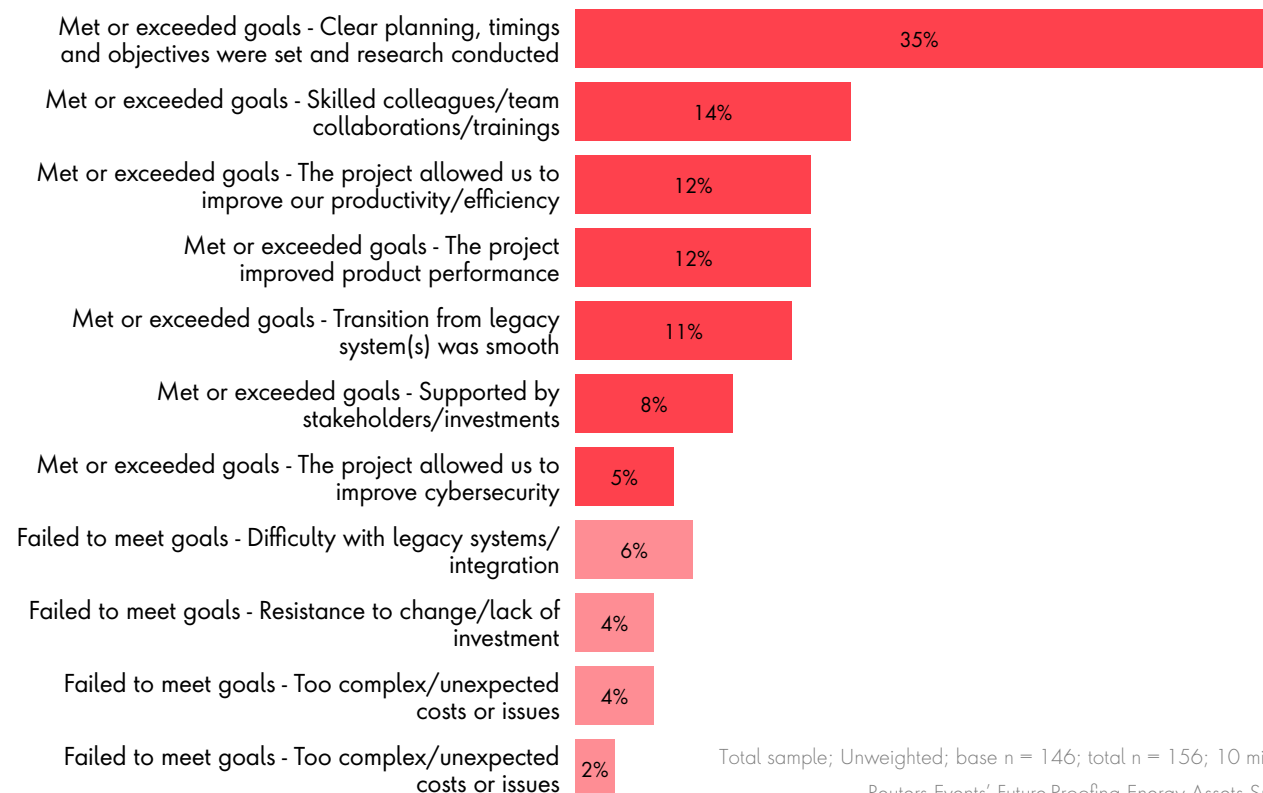 Met or exceeded goals - Clear planning, timings
and objectives were set and research conducted
35%
Met or exceeded goals - Skilled colleagues/team
collaborations/trainings
14%
Met or exceeded goals - The project allowed us to
improve our productivity/efficiency
12%
Met or exceeded goals - The project
improved product performance
12%
Met or exceeded goals - Transition from legacy
system(s) was smooth
11%
Met or exceeded goals - Supported by
stakeholders/investments
8%
Met or exceeded goals - The project allowed us to
improve cybersecurity
5%
Failed to meet goals - Difficulty with legacy systems/
integration
6%
Failed to meet goals - Resistance to change/lack of
investment
4%
Failed to meet goals - Too complex/unexpected
costs or issues
4%
Failed to meet goals - Too complex/unexpected
costs or issues
2%
Total sample; Unweighted; base n = 146; total n = 156; 10
Reuters Events' Future-Proofing Energy Assets